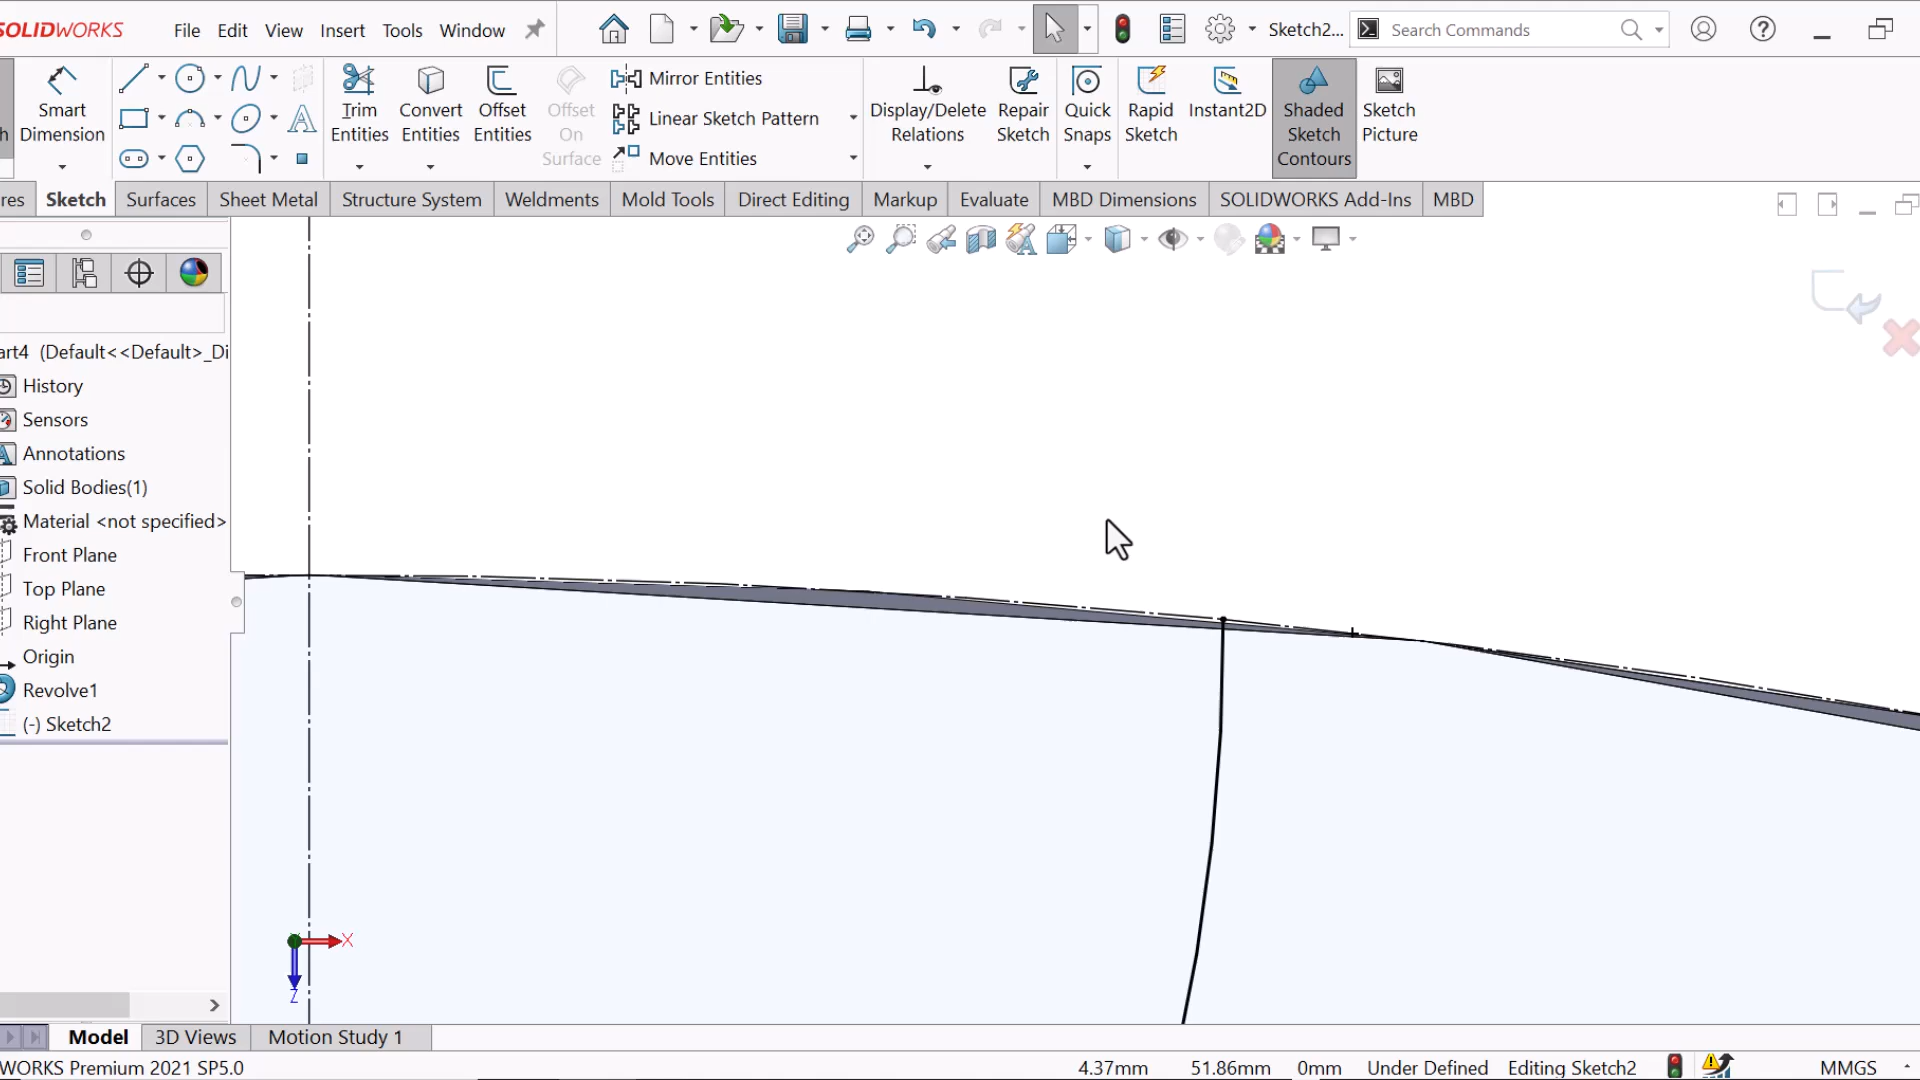 SOLIDWORKS File Edit View Insert Tools Window Sketch2... Search Commands
Smart Dimension
Trim Entities
Convert Entities
Offset Entities
Offset On Surface
Mirror Entities
Linear Sketch Pattern
Move Entities
Display/Delete Relations
Repair Sketch
Quick Snaps
Rapid Sketch
Instant2D
Shaded Sketch Contours
Sketch Picture
res Sketch Surfaces Sheet Metal Structure System Weldments Mold Tools Direct Editing Markup Evaluate MBD Dimensions SOLIDWORKS Add-Ins MBD
art4 (Default<<Default>_Di
History
Sensors
Annotations
Solid Bodies(1)
Material <not specified>
Front Plane
Top Plane
Right Plane
Origin
Revolve1
(-) Sketch2
X
Z
Model 3D Views Motion Study 1
WORKS Premium 2021 SP5.0 4.37mm 51.86mm 0mm Under Defined Editing Sketch2 MMGS